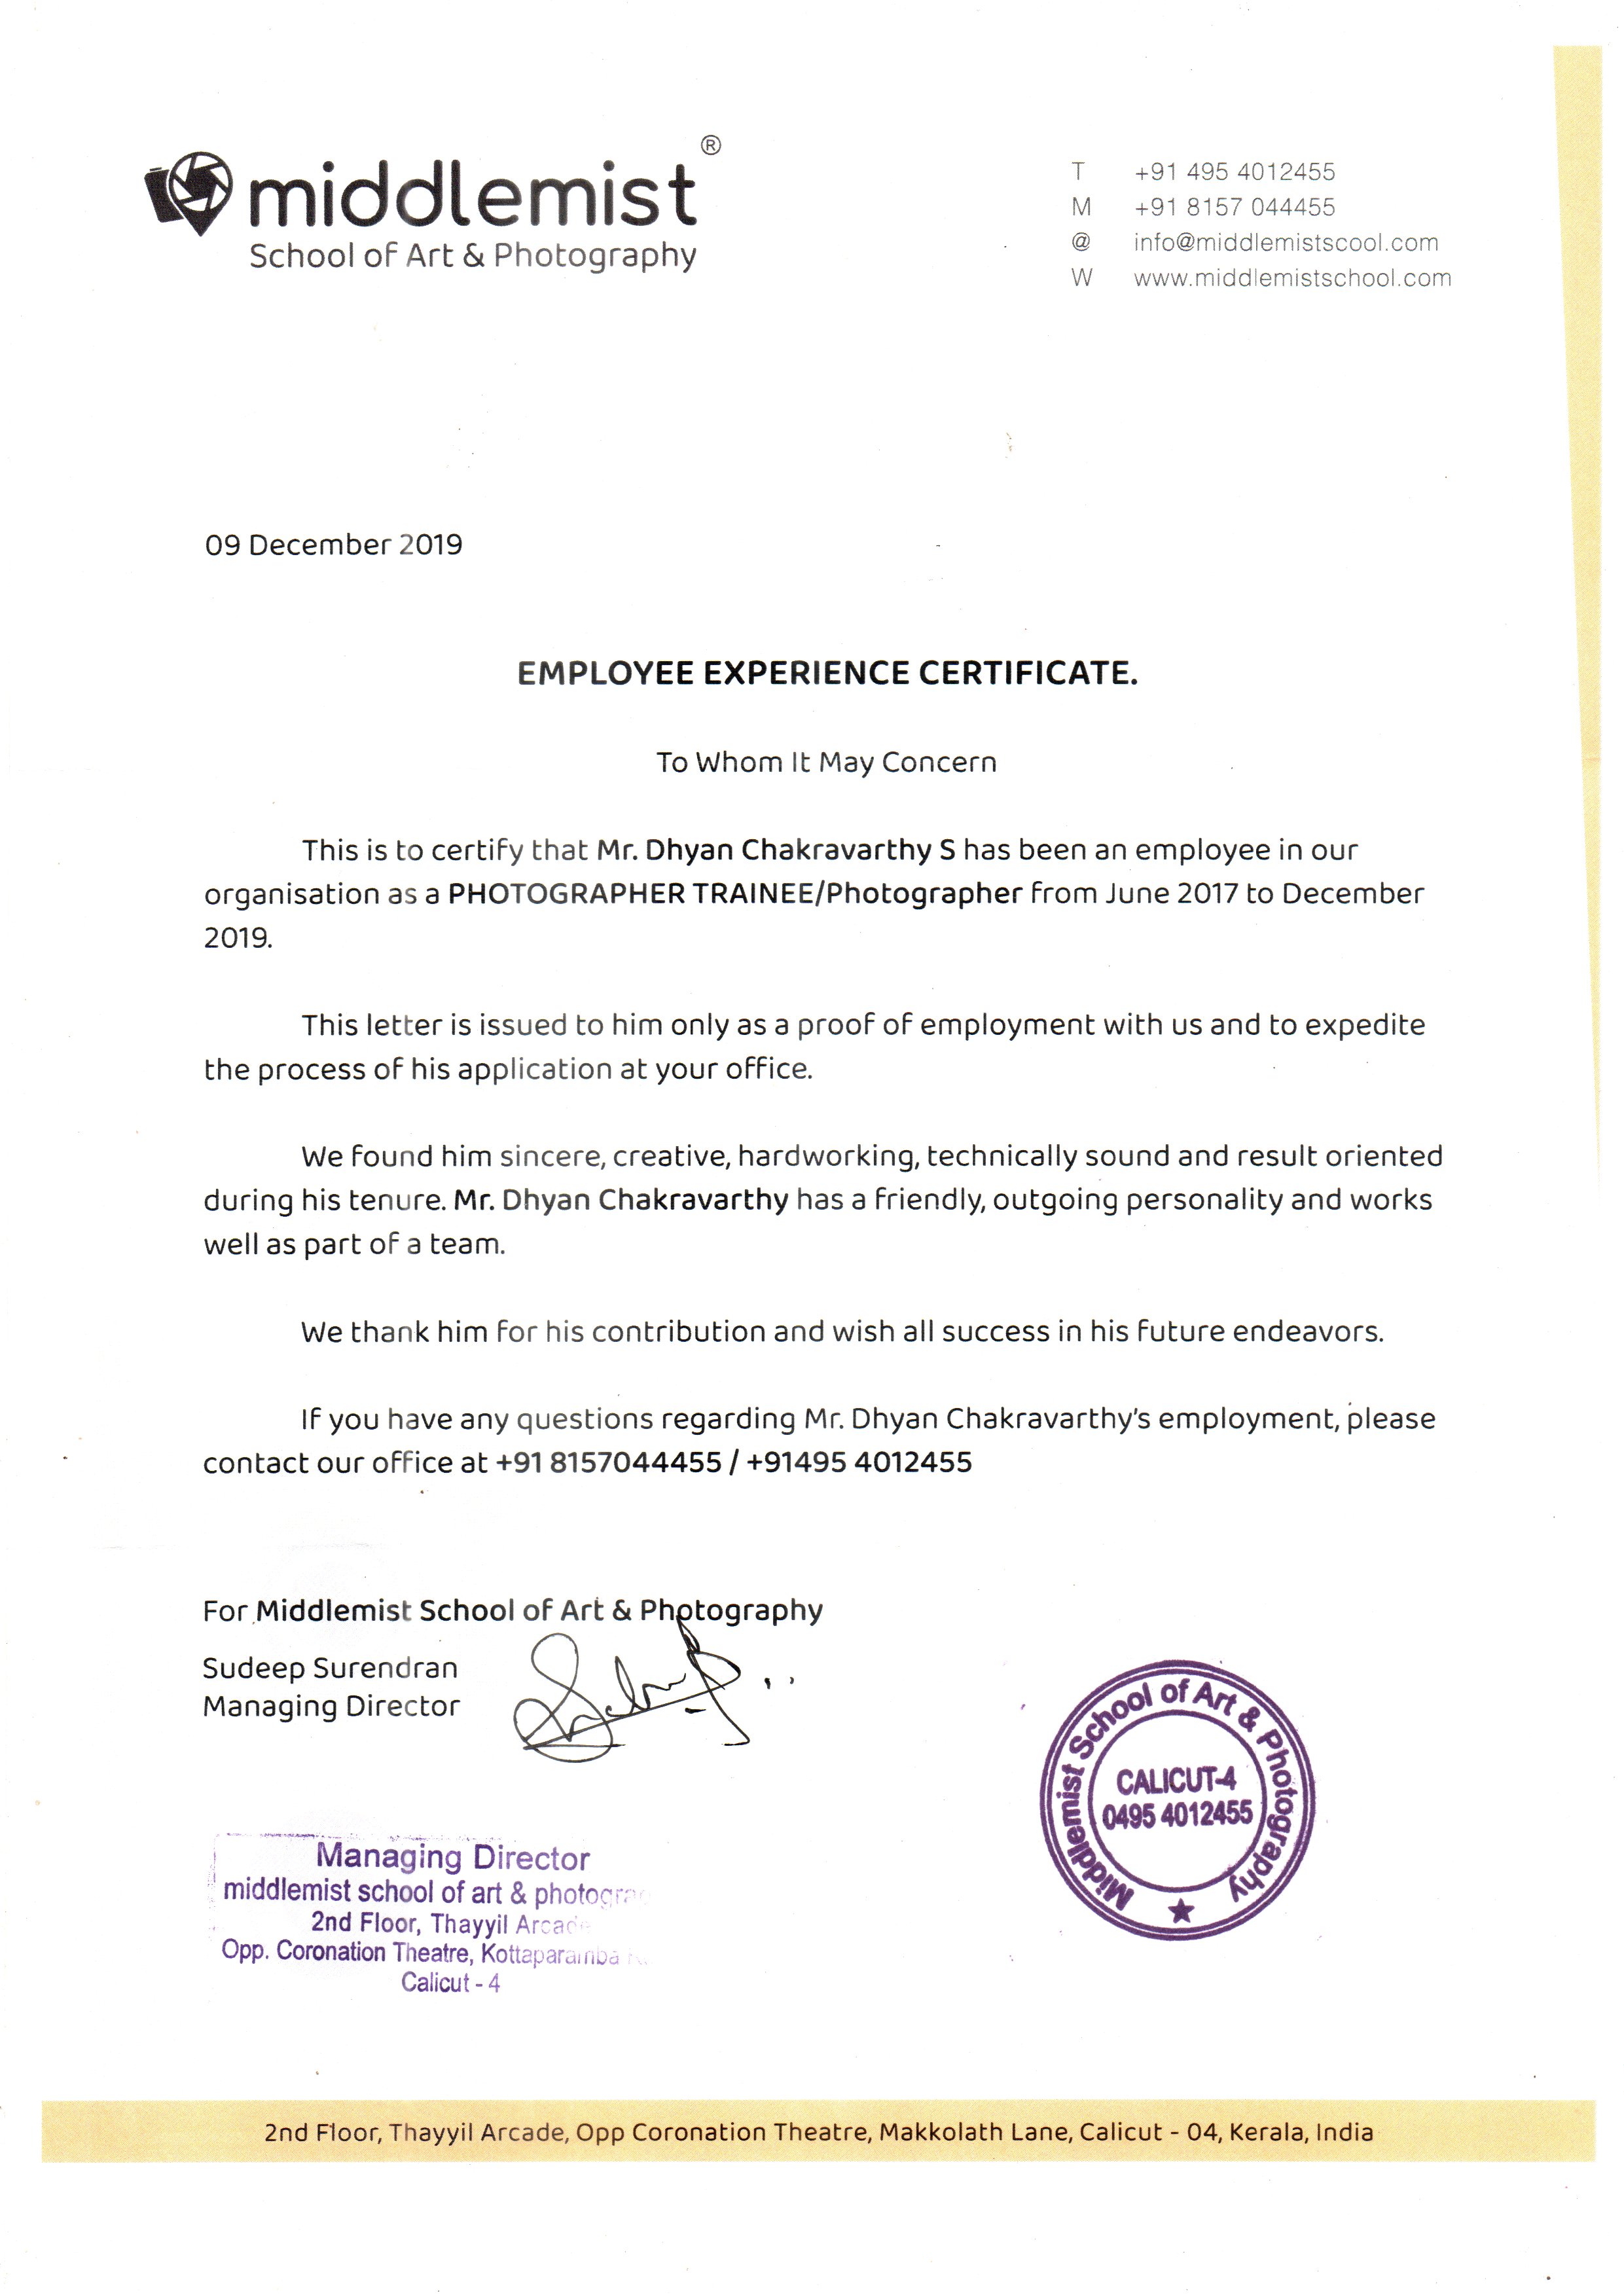 middlemist®
School of Art & Photography
T +91 495 4012455
M +91 8157 044455
@ info@middlemistscool.com
W www.middlemistschool.com
09 December 2019
EMPLOYEE EXPERIENCE CERTIFICATE.
To Whom It May Concern
This is to certify that Mr. Dhyan Chakravarthy S has been an employee in our
organisation as a PHOTOGRAPHER TRAINEE/Photographer from June 2017 to December
2019.
This letter is issued to him only as a proof of employment with us and to expedite
the process of his application at your office.
We found him sincere, creative, hardworking, technically sound and result oriented
during his tenure. Mr. Dhyan Chakravarthy has a friendly, outgoing personality and works
well as part of a team.
We thank him for his contribution and wish all success in his future endeavors.
If you have any questions regarding Mr. Dhyan Chakravarthy's employment, please
contact our office at +91 8157044455 / +91495 4012455
For Middlemist School of Art & Photography
Sudeep Surendran
Managing Director
Managing Director
middlemist school of art &
2nd Floor, Thayyil Arcade
Opp. Coronation Theatre, Kottaparamba
Calicut - 4
Middlemist School of Art & Photography
CALICUT-4
0495 4012455
2nd Floor, Thayyil Arcade, Opp Coronation Theatre, Makkolath Lane, Calicut - 04, Kerala, India